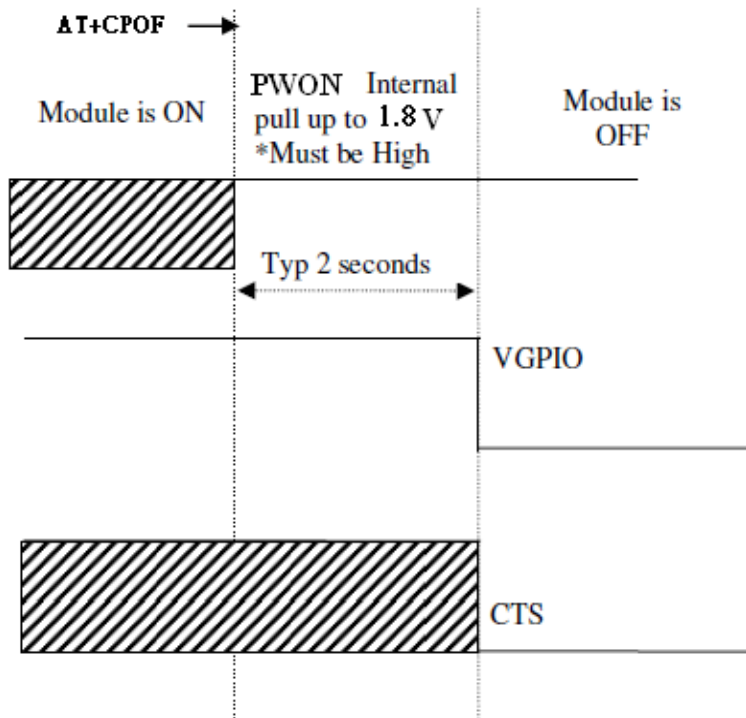 AT+CPOF
Module is ON
PWON Internal
pull up to 1.8 V
*Must be High
Module is
OFF
Typ 2 seconds
VGPIO
CTS